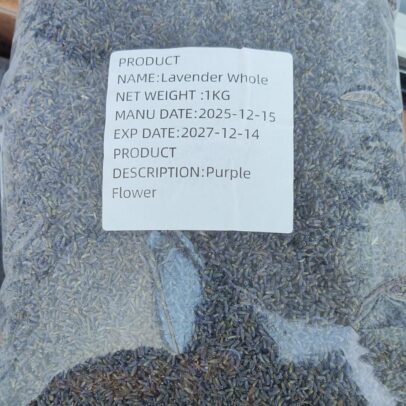 PRODUCT
NAME:Lavender Whole
NET WEIGHT :1KG
MANU DATE:2025-12-15
EXP DATE:2027-12-14
PRODUCT
DESCRIPTION:Purple
Flower